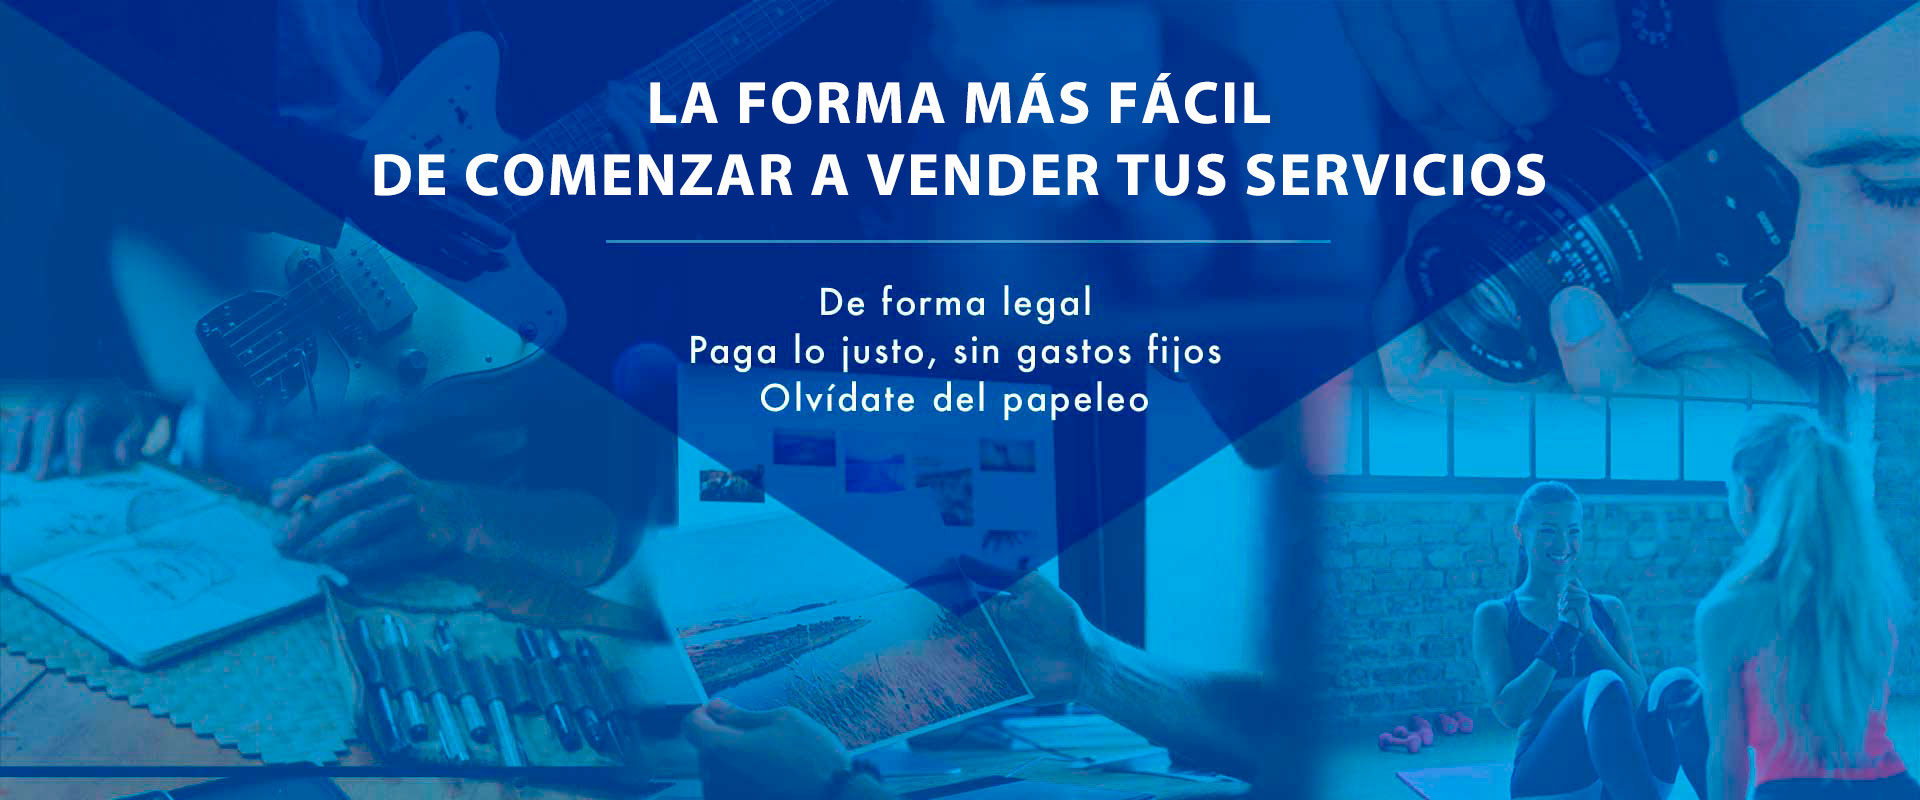 LA FORMA MÁS FÁCIL
DE COMENZAR A VENDER TUS SERVICIOS
De forma legal
Paga lo justo, sin gastos fijos
Olvídate del papeleo